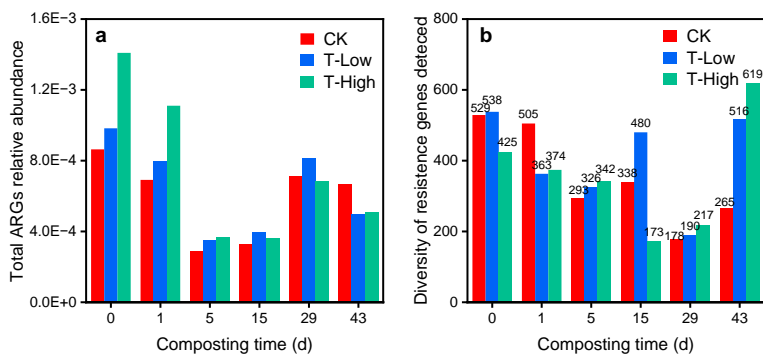 a
CK
T-Low
T-High
Total ARGs relative abundance
1.6E-3
1.2E-3
8.0E-4
4.0E-4
0.0E+0
0 1 5 15 29 43
Composting time (d)
b
CK
T-Low
T-High
Diversity of resistence genes deteced
800
600
400
200
0
529 538 425
505 363 374
293 326 342
338 480 173
178 190 217
265 516 619
0 1 5 15 29 43
Composting time (d)